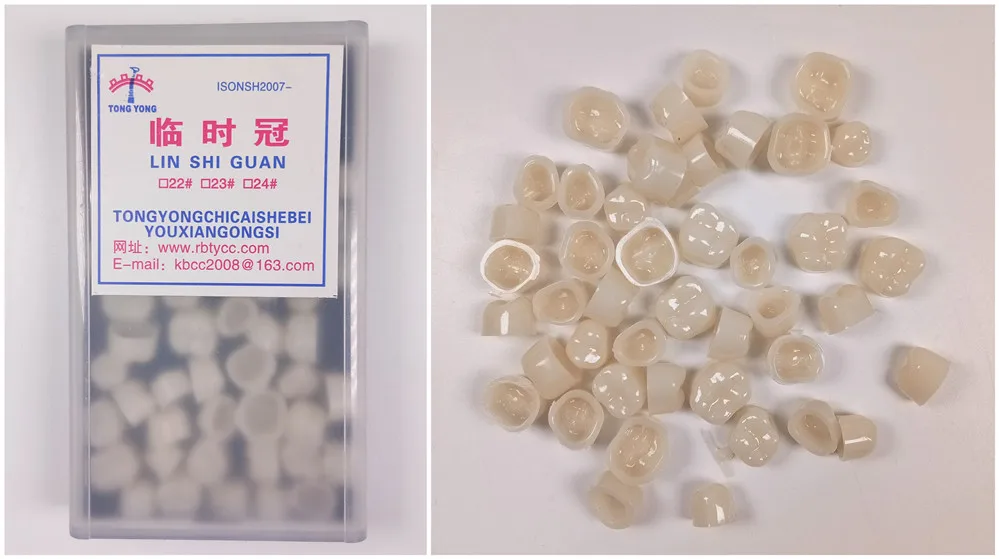 TONG YONG
ISONSH2007-
临时冠
LIN SHI GUAN
□22# □23# □24#
TONGYONGCHICAISHEBEI
YOUXIANGONGSI
网址：www.rbtycc.com
E-mail：kbcc2008@163.com